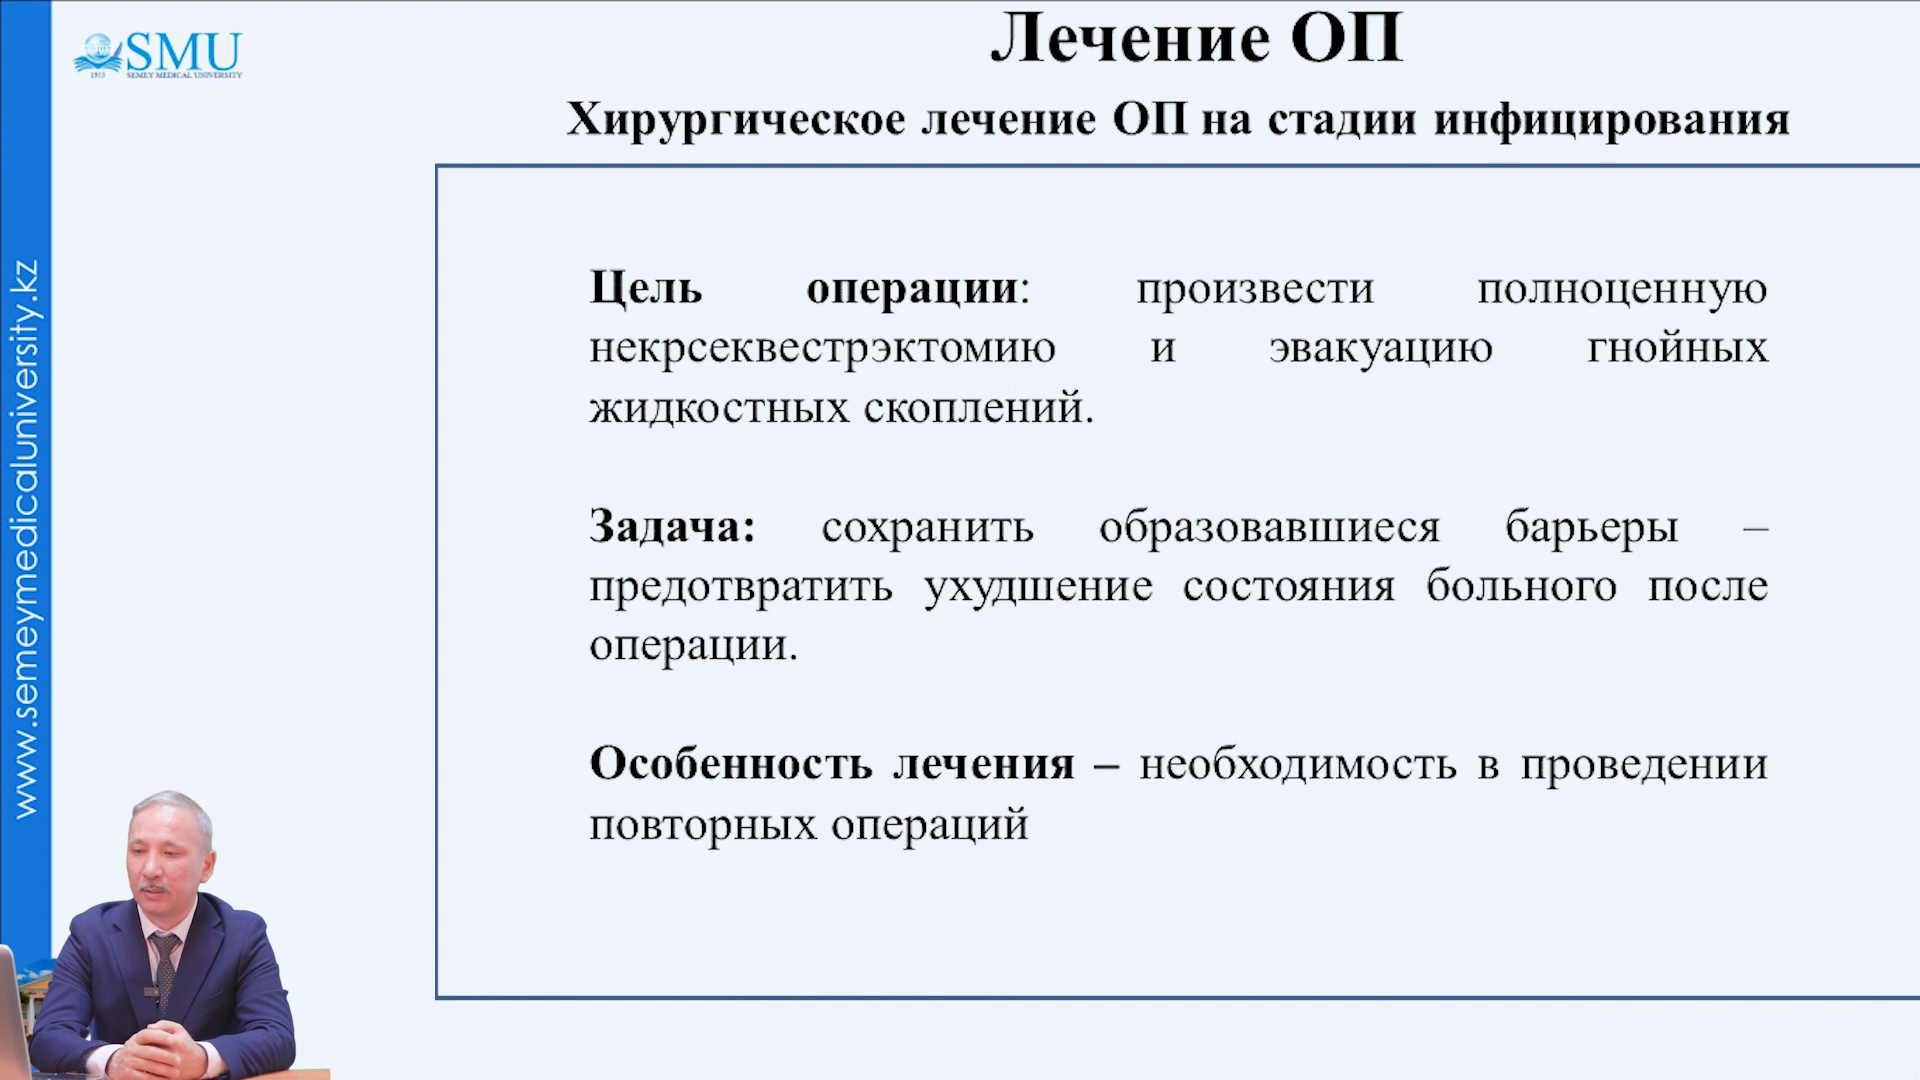 SMU
1953 SEMEY MEDICAL UNIVERSITY
www.semeymedicaluniversity.kz
Лечение ОП
Хирургическое лечение ОП на стадии инфицирования
Цель операции: произвести полноценную
некрсеквестрэктомию и эвакуацию гнойных
жидкостных скоплений.
Задача: сохранить образовавшиеся барьеры –
предотвратить ухудшение состояния больного после
операции.
Особенность лечения – необходимость в проведении
повторных операций